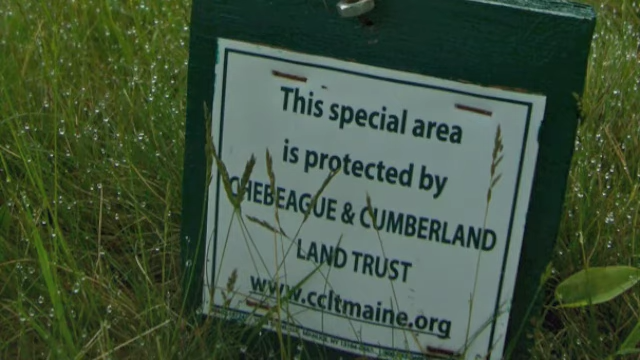 This special area
is protected by
CHEBEAGUE & CUMBERLAND
LAND TRUST
www.ccltmaine.org